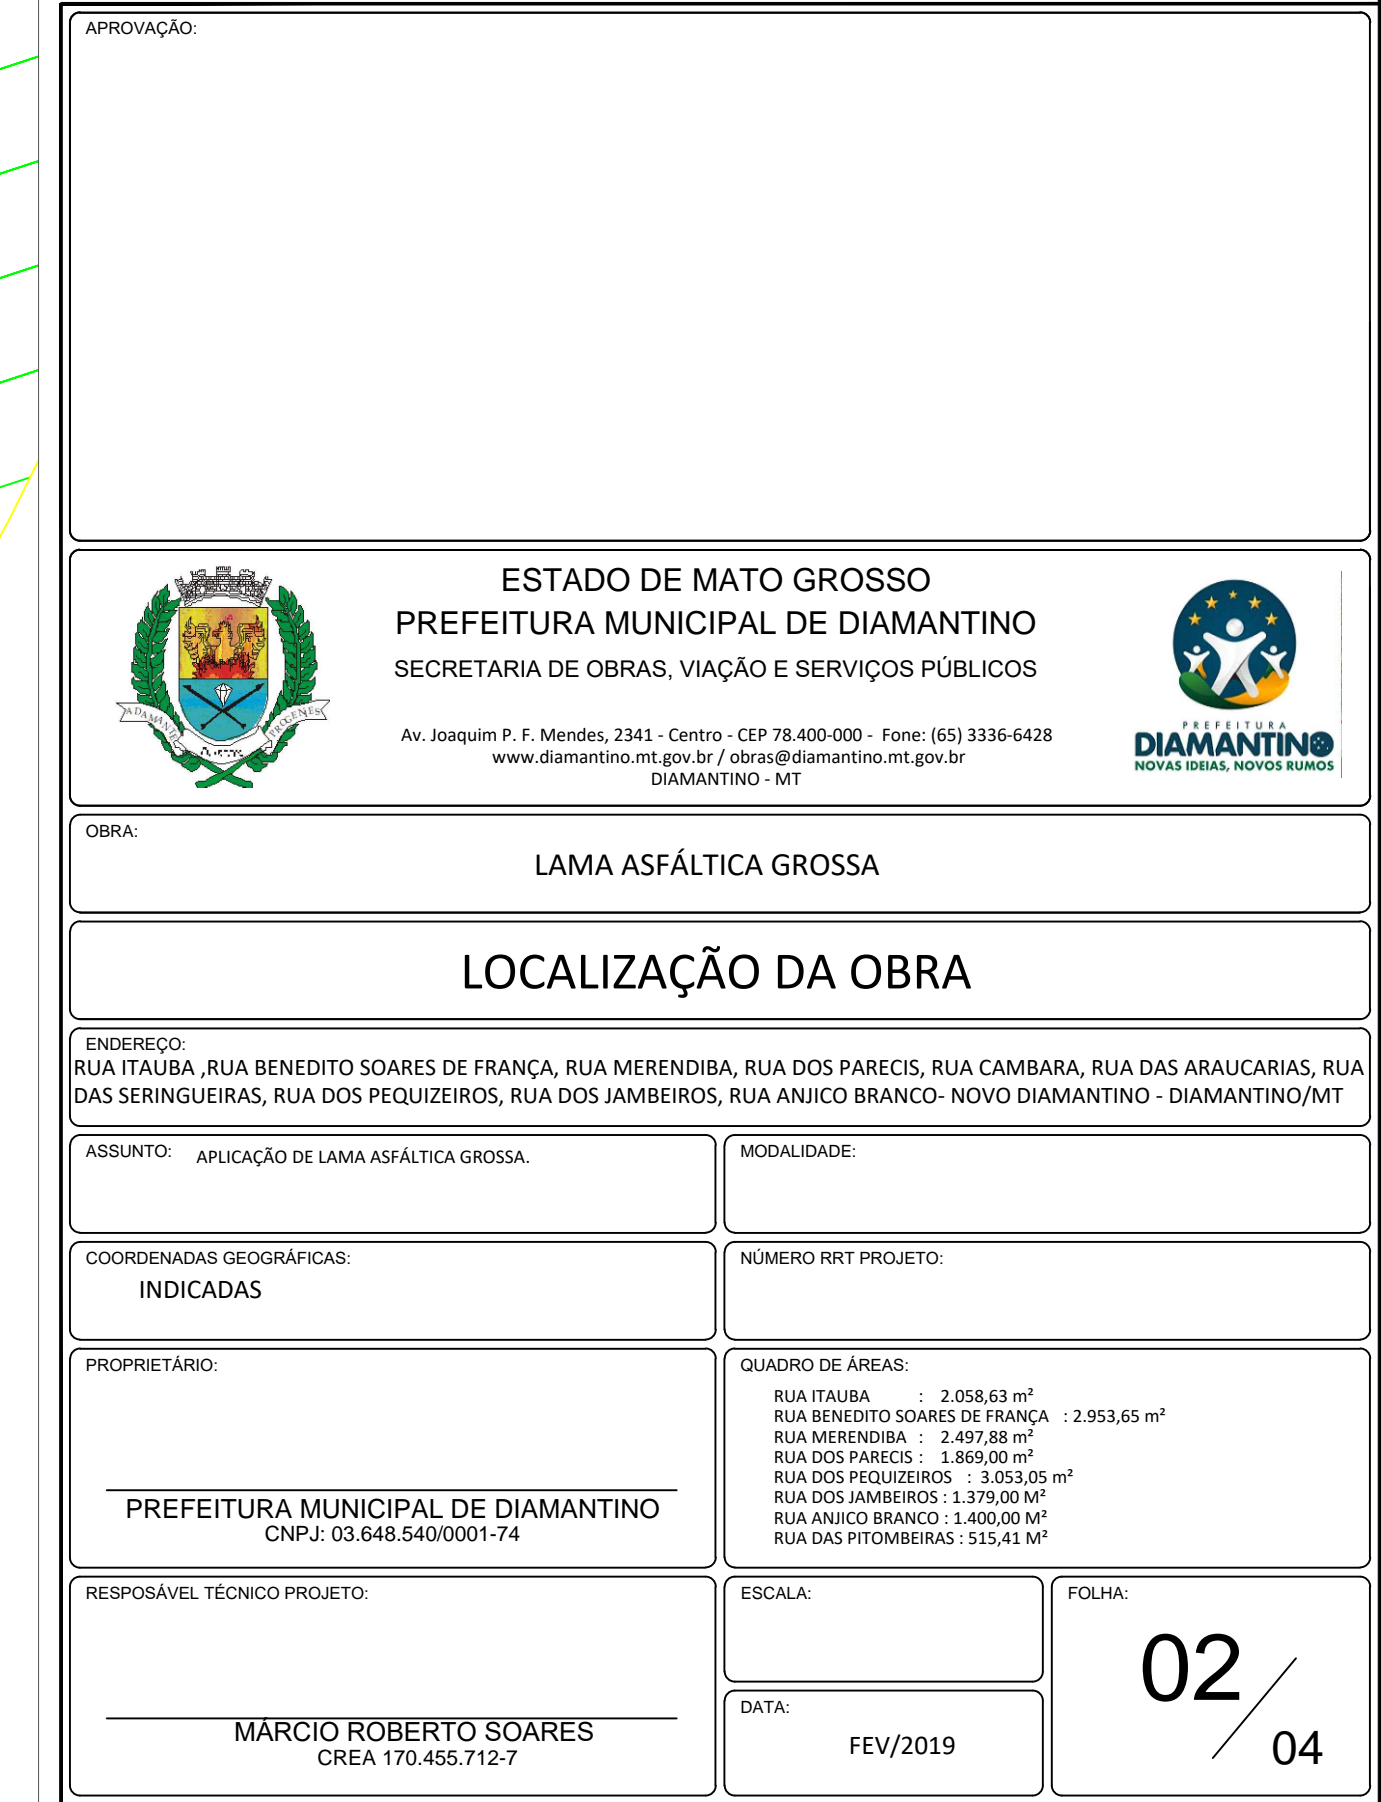 APROVAÇÃO:
ESTADO DE MATO GROSSO
PREFEITURA MUNICIPAL DE DIAMANTINO
SECRETARIA DE OBRAS, VIAÇÃO E SERVIÇOS PÚBLICOS
Av. Joaquim P. F. Mendes, 2341 - Centro - CEP 78.400-000 - Fone: (65) 3336-6428
www.diamantino.mt.gov.br / obras@diamantino.mt.gov.br
DIAMANTINO - MT
ADAMANTE PROGENIES
PREFEITURA
DIAMANTINO
NOVAS IDEIAS, NOVOS RUMOS
OBRA:
LAMA ASFÁLTICA GROSSA
LOCALIZAÇÃO DA OBRA
ENDEREÇO:
RUA ITAUBA ,RUA BENEDITO SOARES DE FRANÇA, RUA MERENDIBA, RUA DOS PARECIS, RUA CAMBARA, RUA DAS ARAUCARIAS, RUA
DAS SERINGUEIRAS, RUA DOS PEQUIZEIROS, RUA DOS JAMBEIROS, RUA ANJICO BRANCO- NOVO DIAMANTINO - DIAMANTINO/MT
ASSUNTO: APLICAÇÃO DE LAMA ASFÁLTICA GROSSA.
MODALIDADE:
COORDENADAS GEOGRÁFICAS:
INDICADAS
NÚMERO RRT PROJETO:
PROPRIETÁRIO:
PREFEITURA MUNICIPAL DE DIAMANTINO
CNPJ: 03.648.540/0001-74
QUADRO DE ÁREAS:
RUA ITAUBA : 2.058,63 m²
RUA BENEDITO SOARES DE FRANÇA : 2.953,65 m²
RUA MERENDIBA : 2.497,88 m²
RUA DOS PARECIS : 1.869,00 m²
RUA DOS PEQUIZEIROS : 3.053,05 m²
RUA DOS JAMBEIROS : 1.379,00 M²
RUA ANJICO BRANCO : 1.400,00 M²
RUA DAS PITOMBEIRAS : 515,41 M²
RESPOSÁVEL TÉCNICO PROJETO:
MÁRCIO ROBERTO SOARES
CREA 170.455.712-7
ESCALA:
DATA:
FEV/2019
FOLHA:
02/04